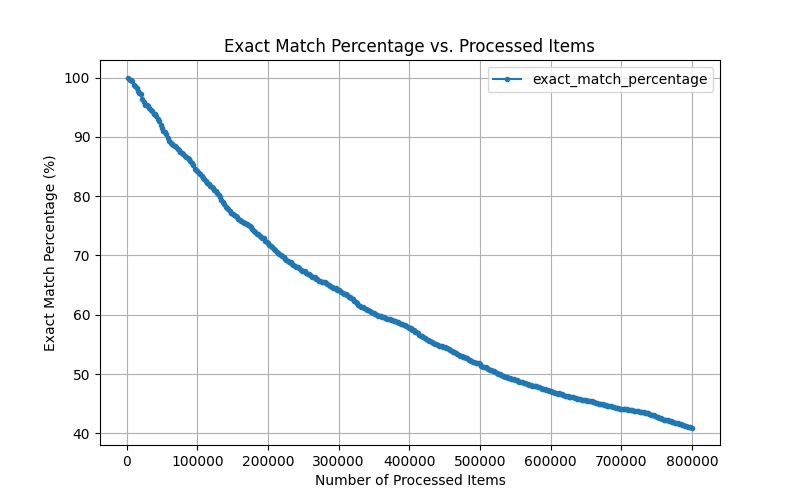 Exact Match Percentage vs. Processed Items
exact_match_percentage
Exact Match Percentage (%)
100
90
80
70
60
50
40
0 100000 200000 300000 400000 500000 600000 700000 800000
Number of Processed Items